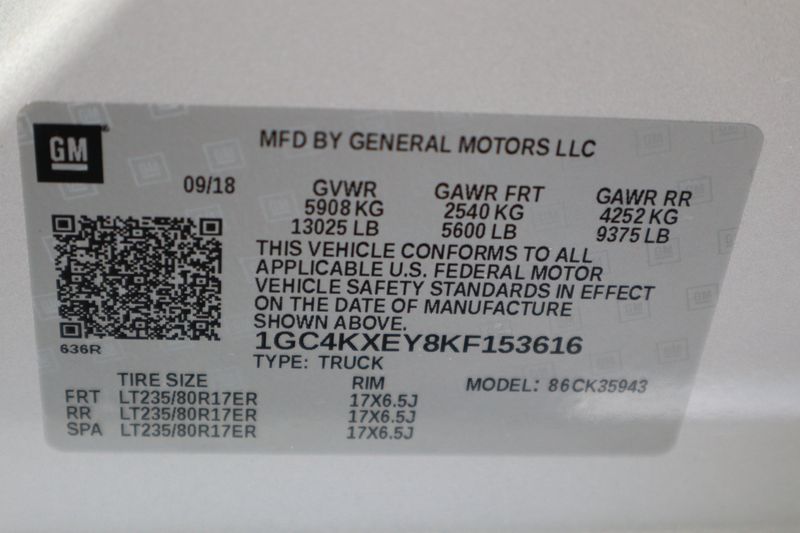 GM
MFD BY GENERAL MOTORS LLC
09/18 GVWR GAWR FRT GAWR RR
5908 KG 2540 KG 4252 KG
13025 LB 5600 LB 9375 LB
THIS VEHICLE CONFORMS TO ALL
APPLICABLE U.S. FEDERAL MOTOR
VEHICLE SAFETY STANDARDS IN EFFECT
ON THE DATE OF MANUFACTURE
SHOWN ABOVE.
636R
1GC4KXEY8KF153616
TYPE: TRUCK
TIRE SIZE RIM MODEL: 86CK35943
FRT LT235/80R17ER 17X6.5J
RR LT235/80R17ER 17X6.5J
SPA LT235/80R17ER 17X6.5J